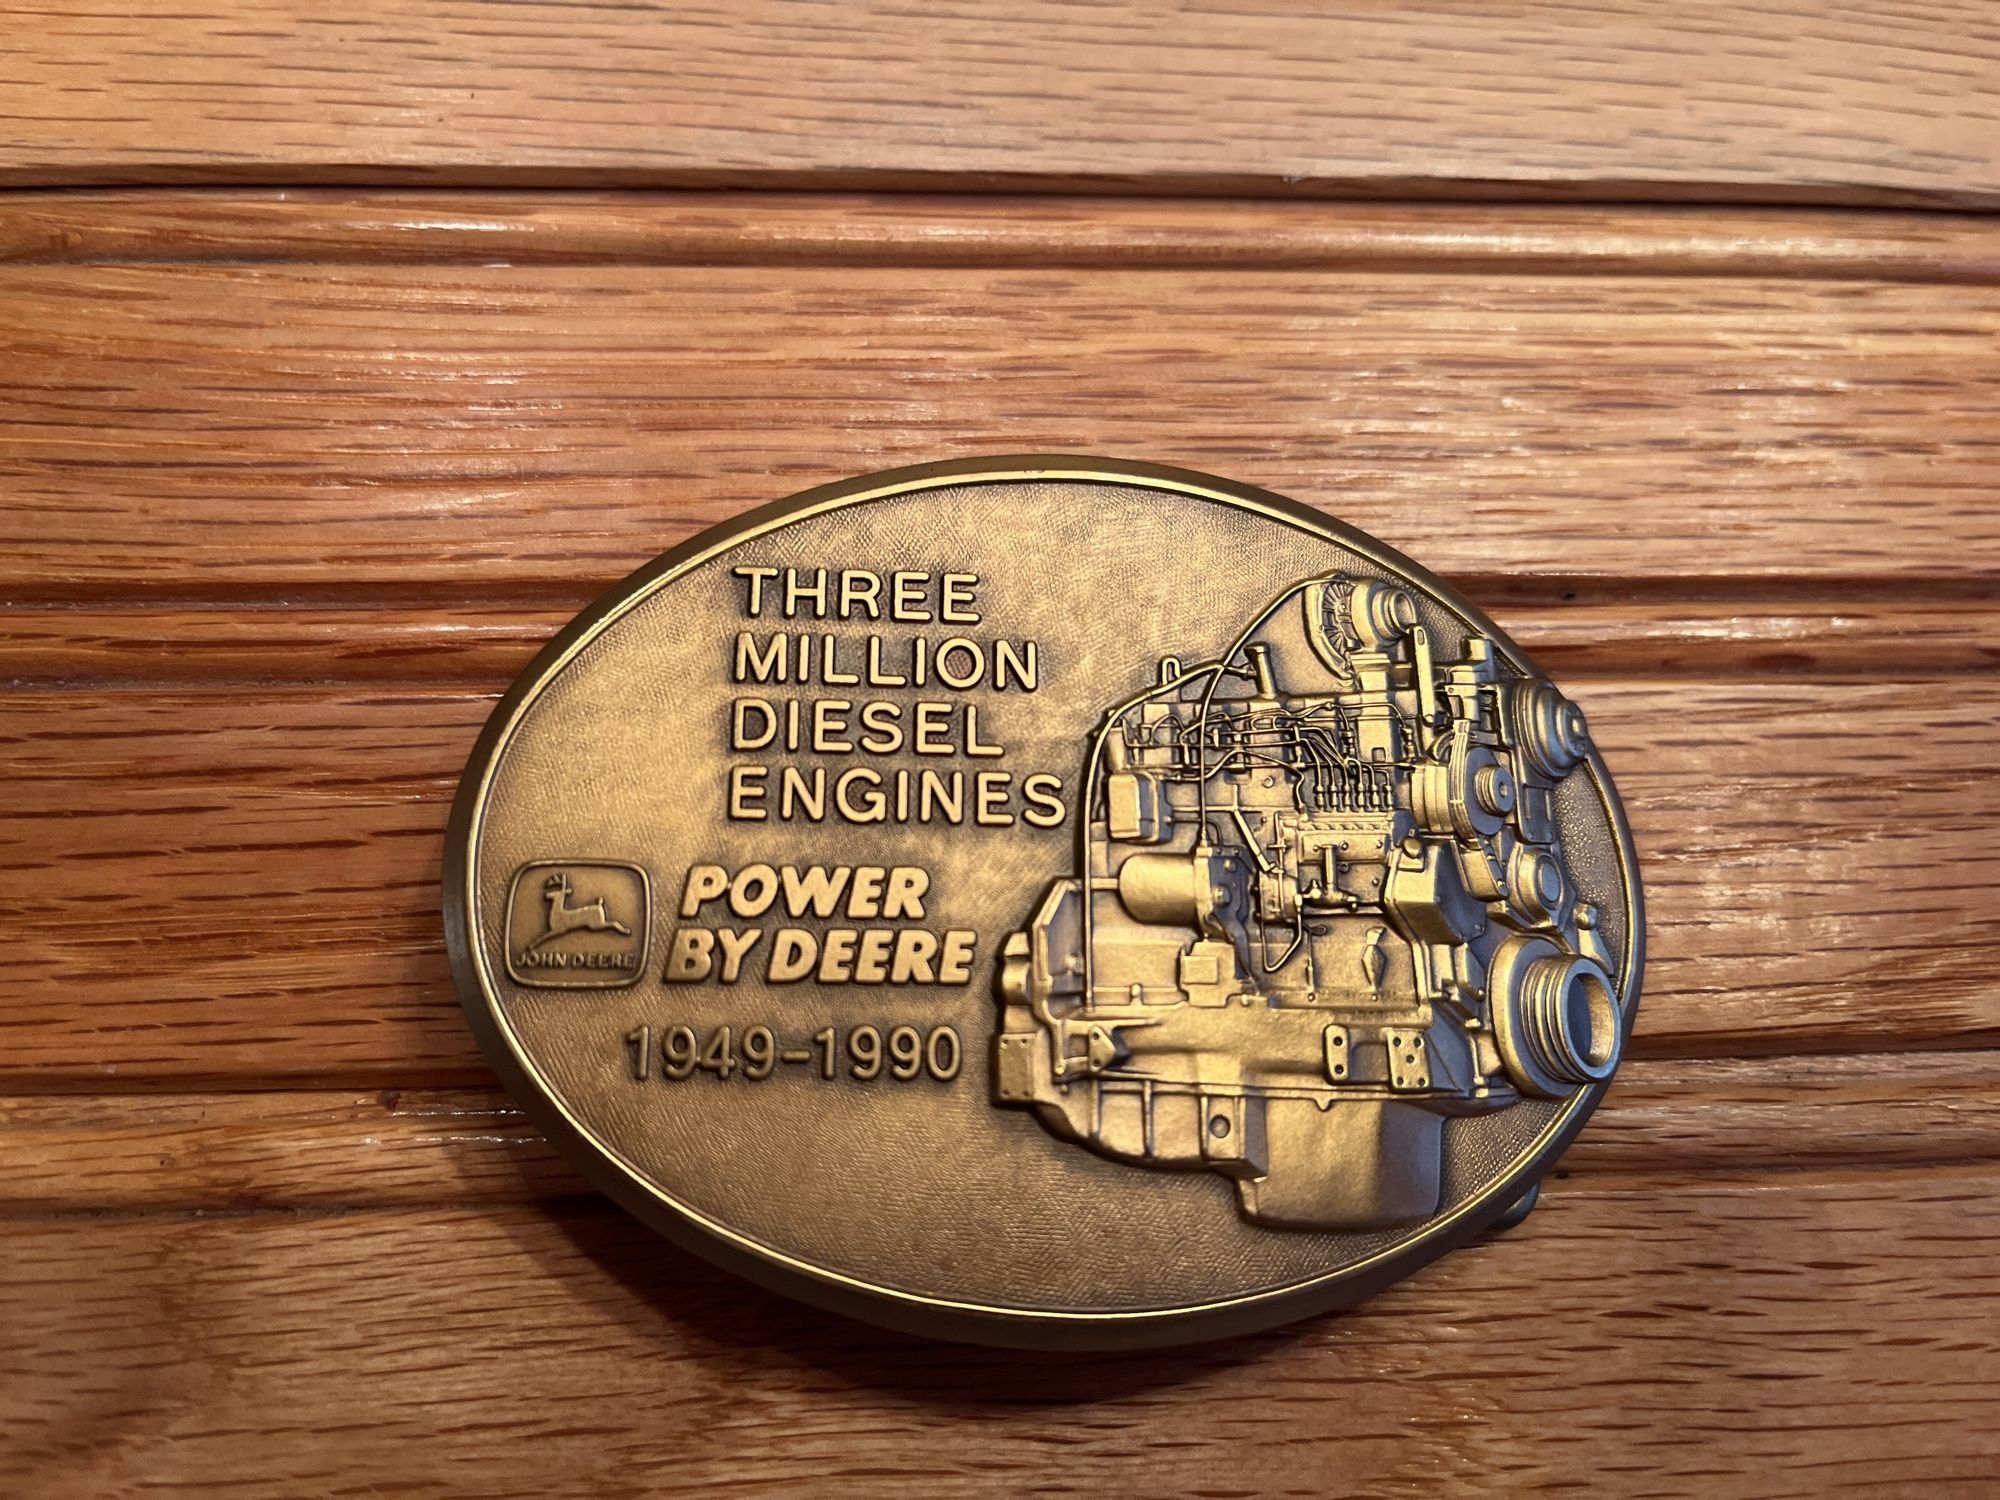 THREE
MILLION
DIESEL
ENGINES
POWER
BY DEERE
JOHN DEERE
1949-1990